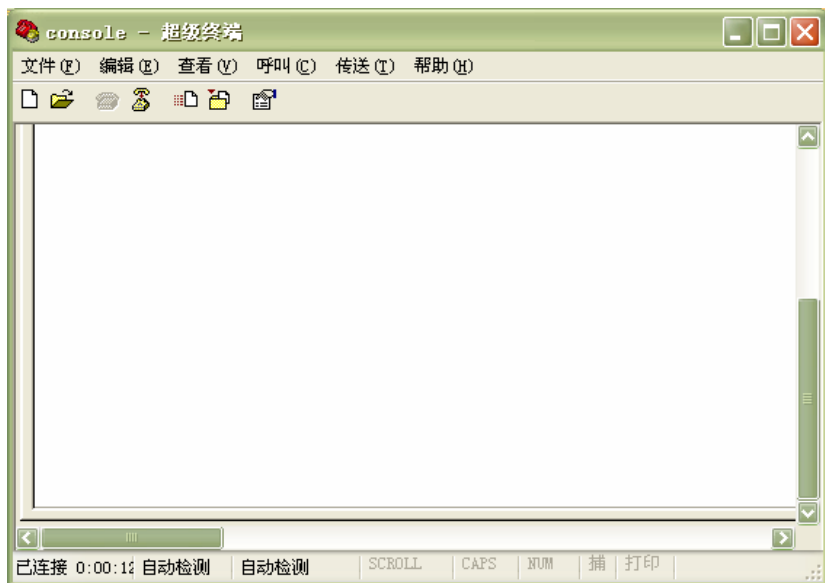 console - 超级终端
文件(F) 编辑(E) 查看(V) 呼叫(C) 传送(T) 帮助(H)
已连接 0:00:12 自动检测 自动检测 SCROLL CAPS NUM 捕 打印